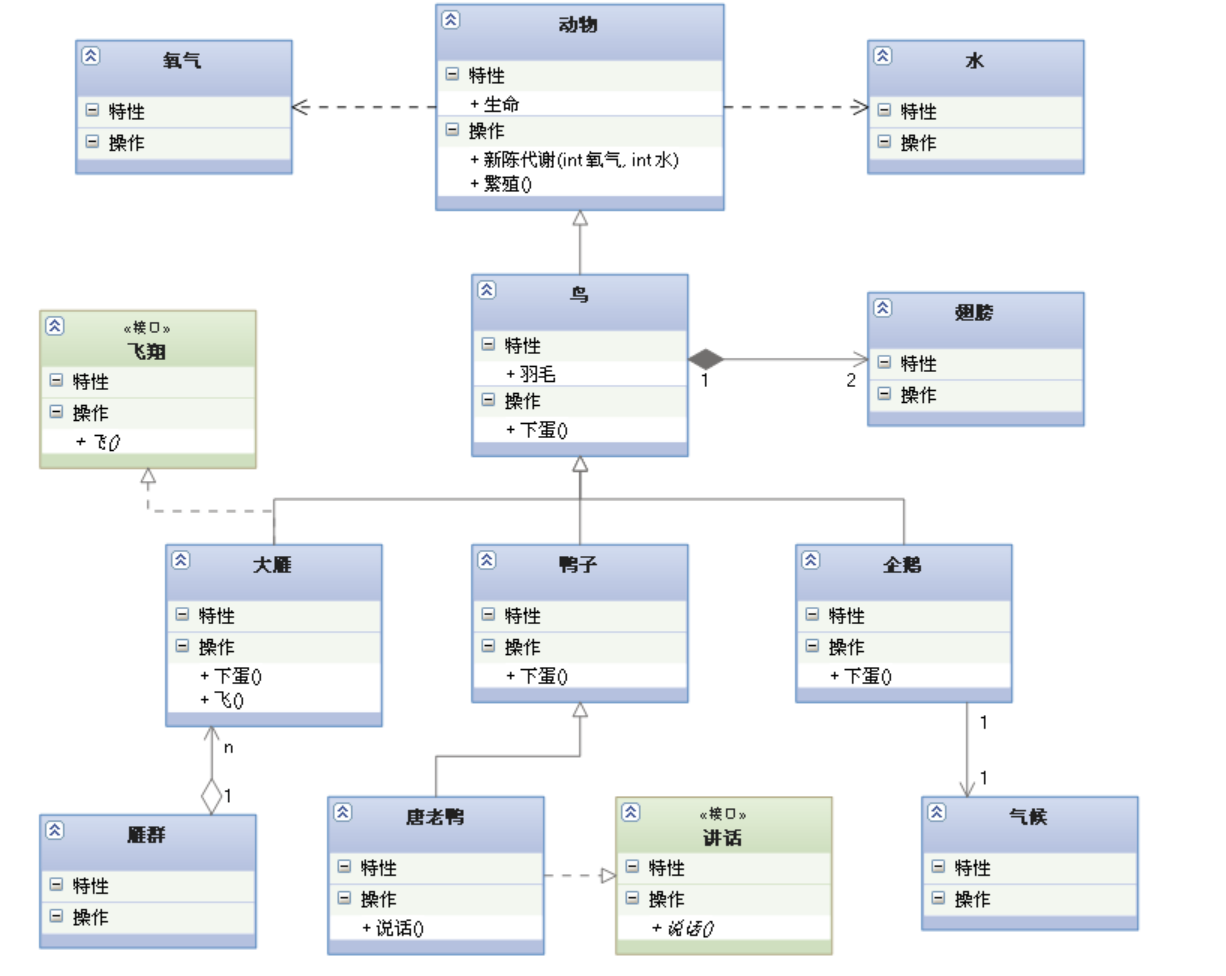 动物
特性
+ 生命
操作
+ 新陈代谢(int 氧气, int 水)
+ 繁殖()
氧气
特性
操作
水
特性
操作
«接口»
飞翔
特性
操作
+ 飞()
鸟
特性
+ 羽毛
操作
+ 下蛋()
1
2
翅膀
特性
操作
大雁
特性
操作
+ 下蛋()
+ 飞()
鸭子
特性
操作
+ 下蛋()
企鹅
特性
操作
+ 下蛋()
n
1
1
1
雁群
特性
操作
唐老鸭
特性
操作
+ 说话()
«接口»
讲话
特性
操作
+ 说话()
气候
特性
操作